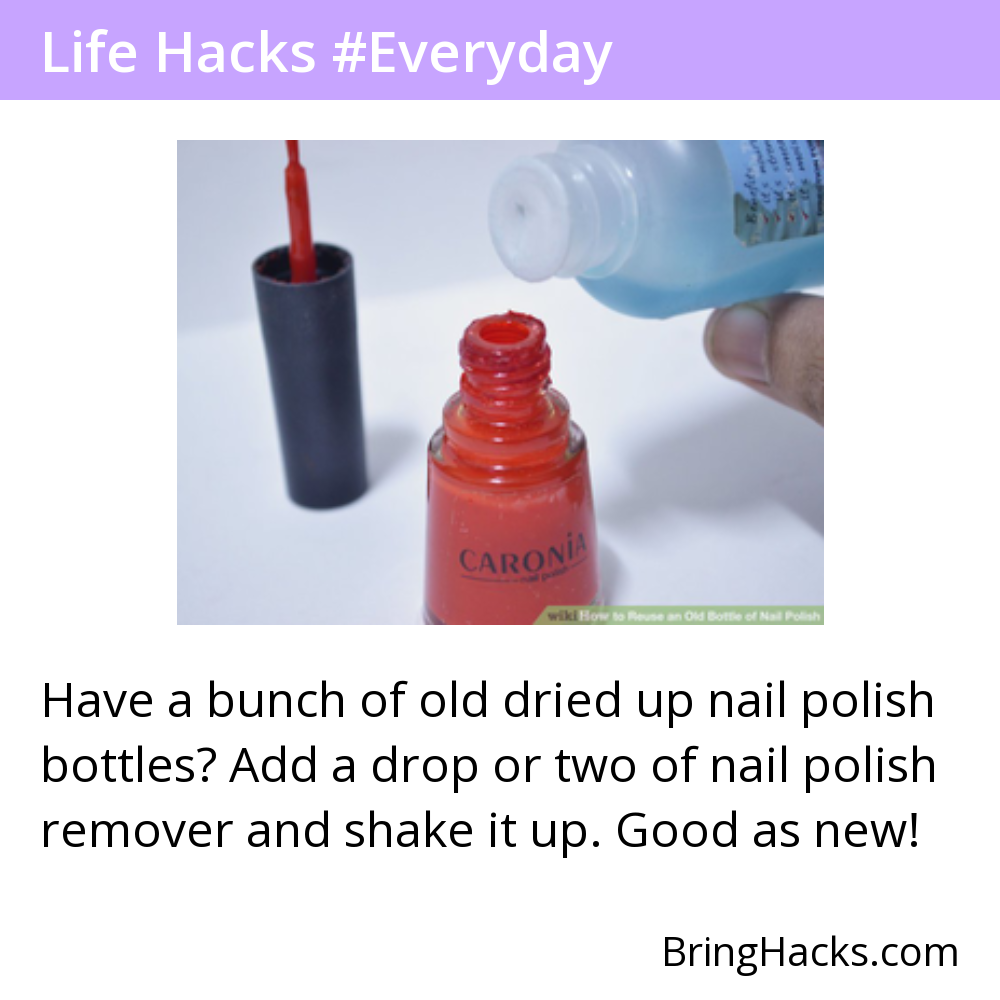 Life Hacks #Everyday
CARONiA
nail polish
wikiHow to Reuse an Old Bottle of Nail Polish
Have a bunch of old dried up nail polish
bottles? Add a drop or two of nail polish
remover and shake it up. Good as new!
BringHacks.com